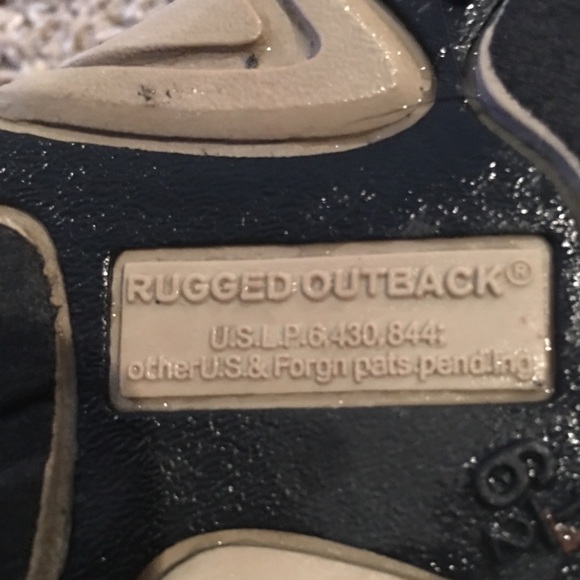 RUGGED OUTBACK®
U.S.L.P.6,430,844;
other U.S.& Forgn pats.pending